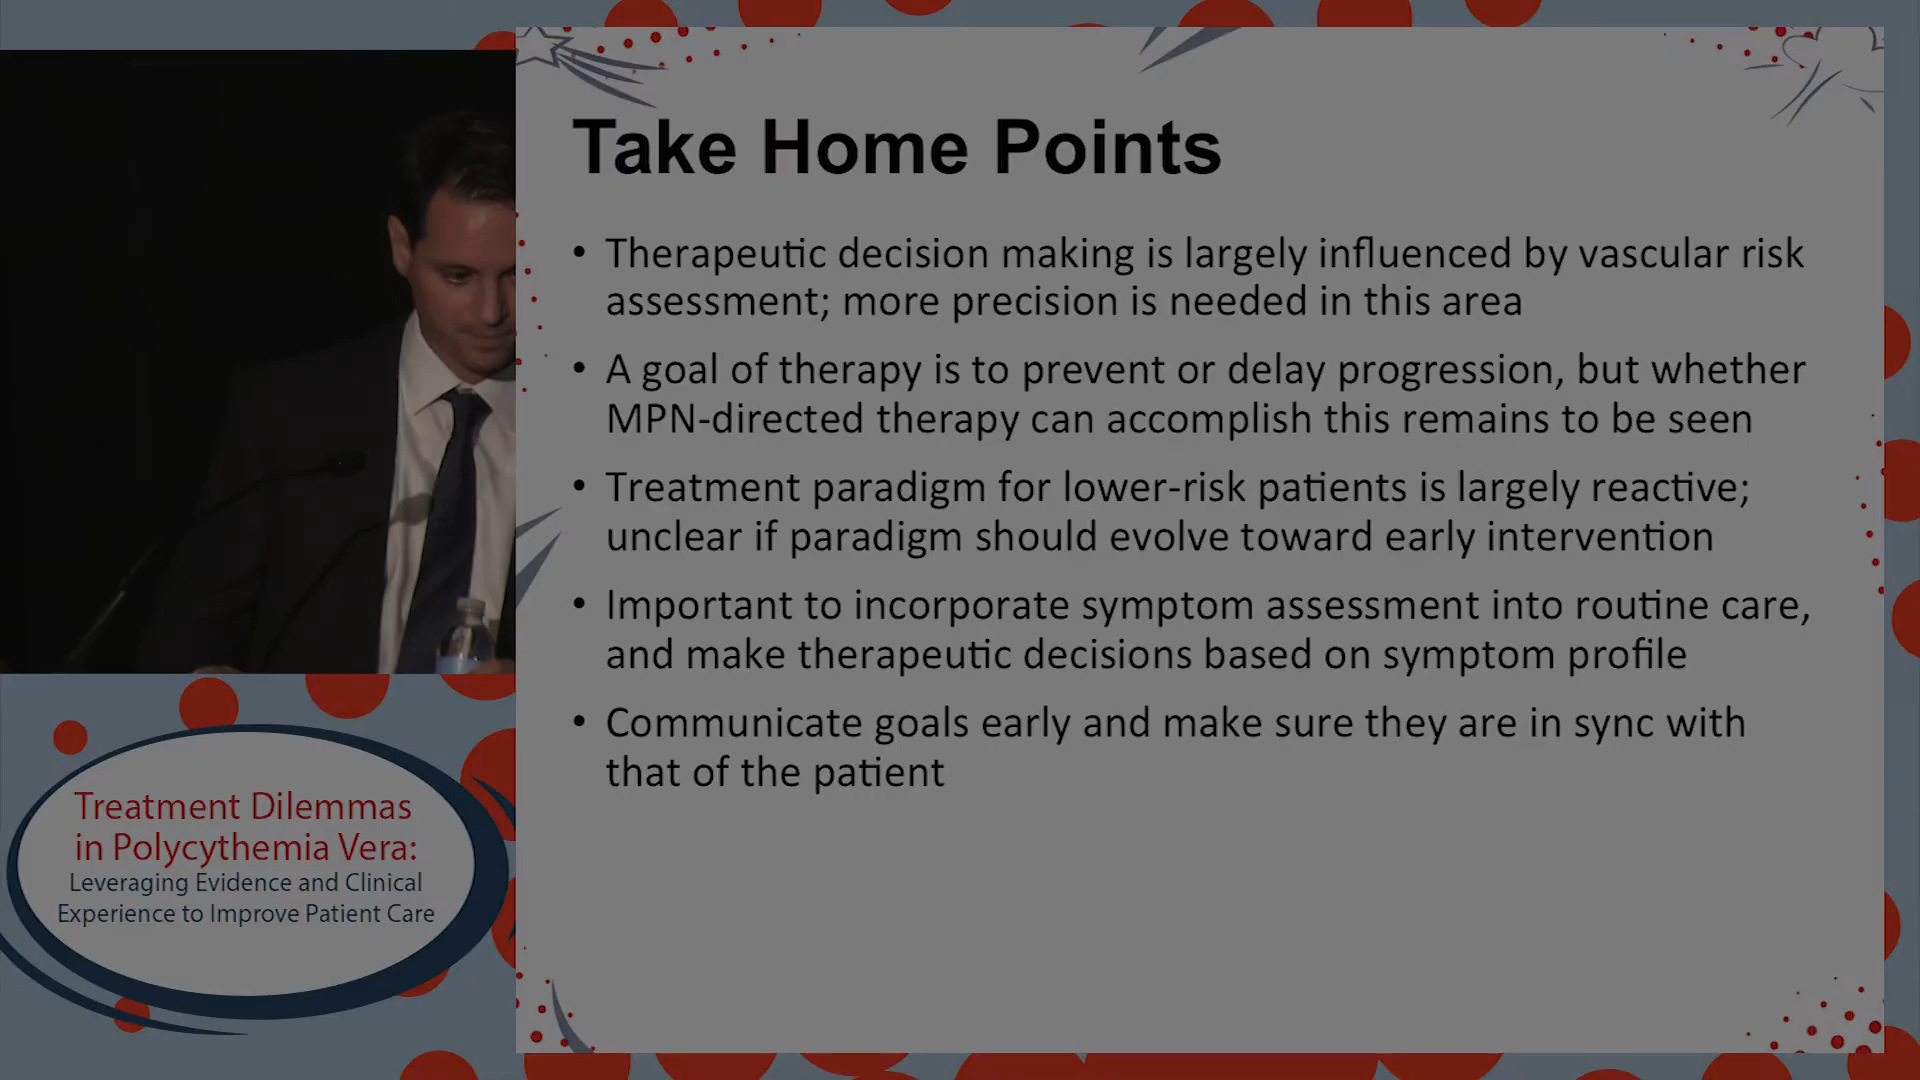 Take Home Points
• Therapeutic decision making is largely influenced by vascular risk
assessment; more precision is needed in this area
• A goal of therapy is to prevent or delay progression, but whether
MPN-directed therapy can accomplish this remains to be seen
• Treatment paradigm for lower-risk patients is largely reactive;
unclear if paradigm should evolve toward early intervention
• Important to incorporate symptom assessment into routine care,
and make therapeutic decisions based on symptom profile
• Communicate goals early and make sure they are in sync with
that of the patient
Treatment Dilemmas
in Polycythemia Vera:
Leveraging Evidence and Clinical
Experience to Improve Patient Care